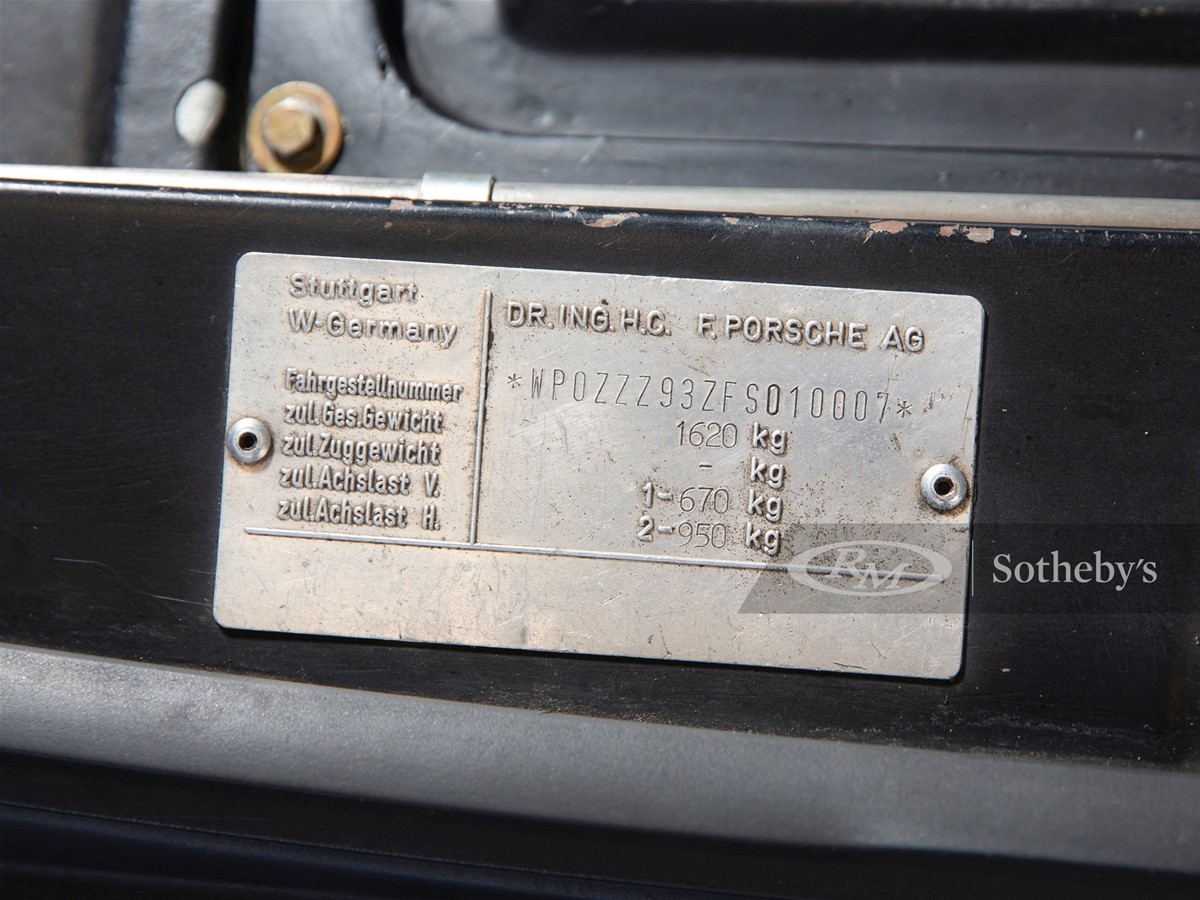 Stuttgart
W-Germany
DR.ING.H.C. F.PORSCHE AG
Fahrgestellnummer *WP0ZZZ93ZFS010007*
zul.Ges.Gewicht 1620 kg
zul.Zuggewicht - kg
zul.Achslast V. 1-670 kg
zul.Achslast H. 2-950 kg
RM Sotheby's